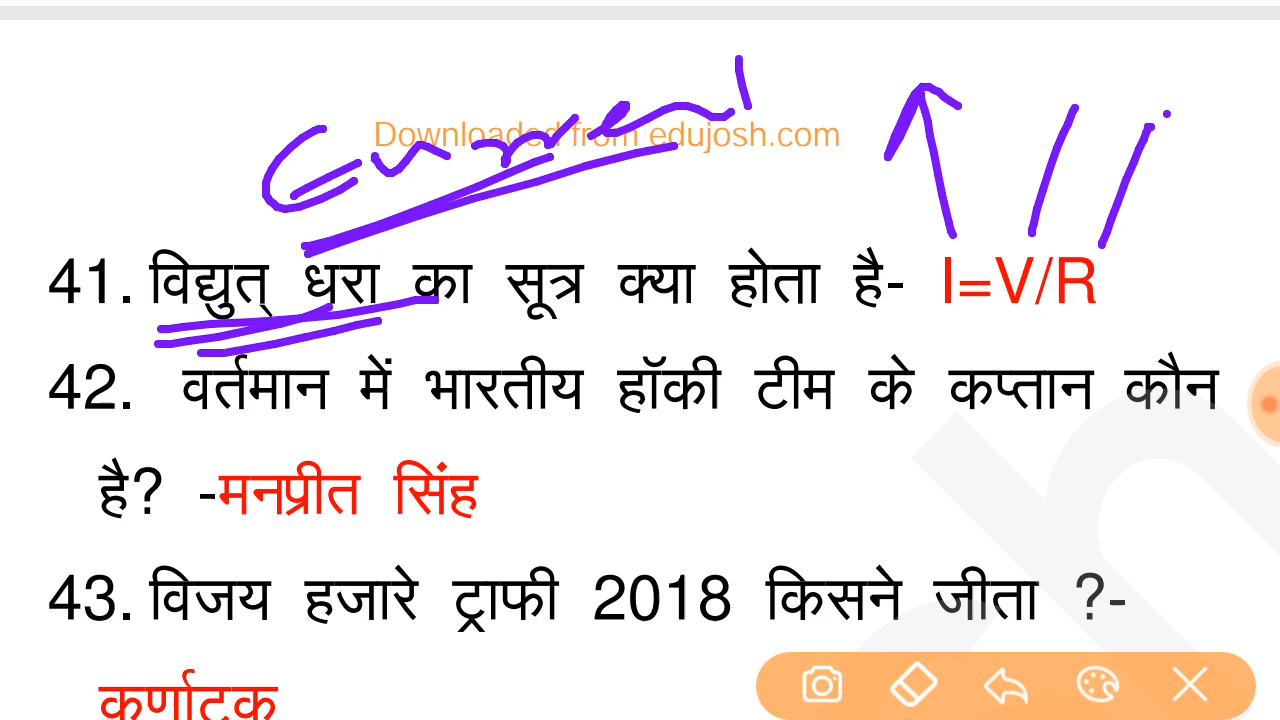 Current
Downloaded from edujosh.com
41. विद्युत् धरा का सूत्र क्या होता है- I=V/R
42. वर्तमान में भारतीय हॉकी टीम के कप्तान कौन
है? -मनप्रीत सिंह
43. विजय हजारे ट्राफी 2018 किसने जीता ?-
कर्णाटक